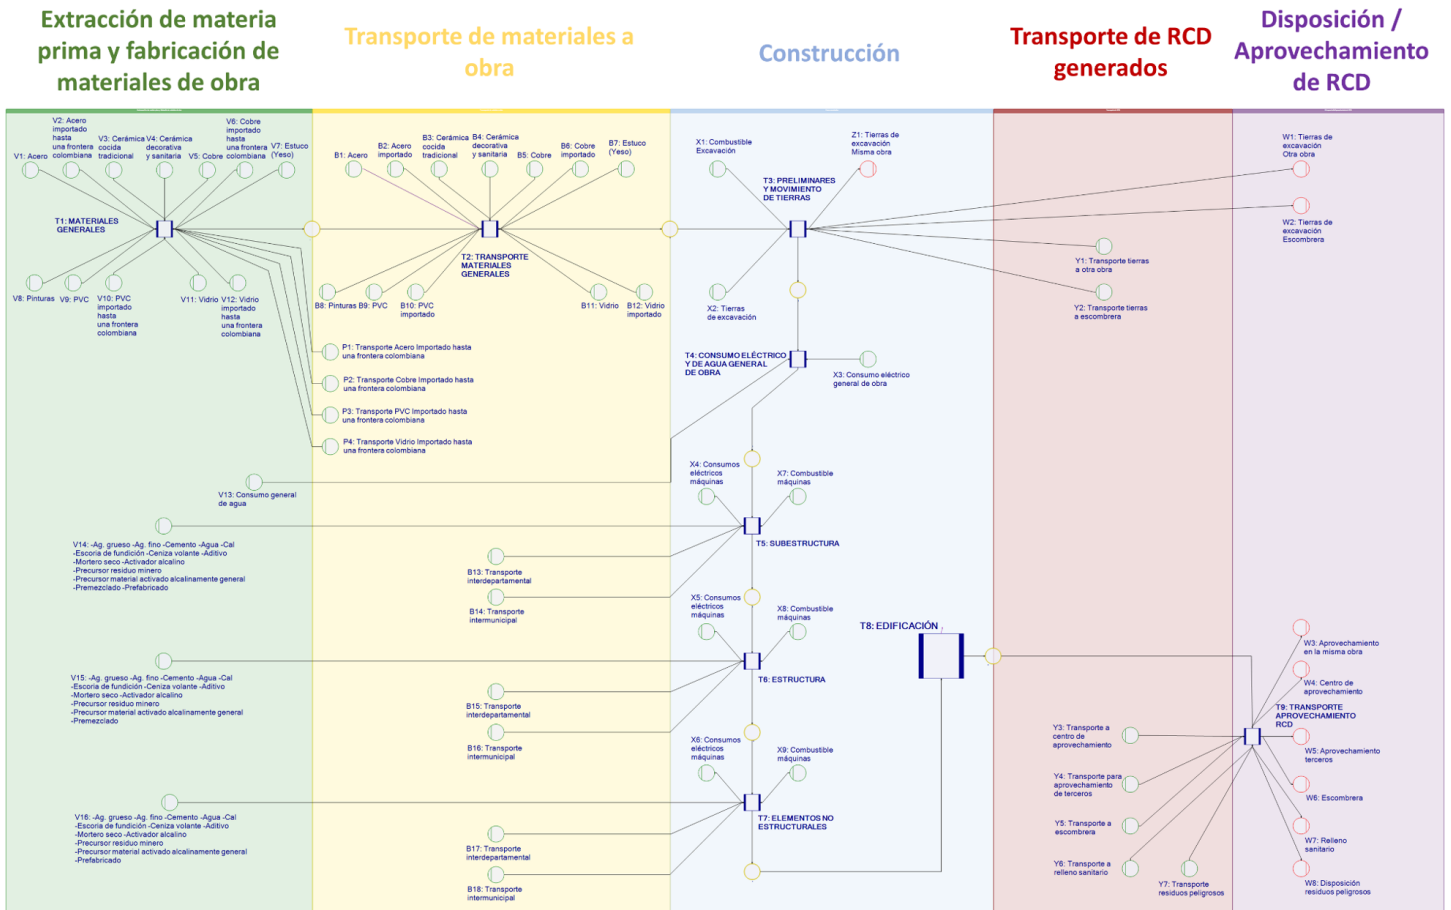 Extracción de materia
prima y fabricación de
materiales de obra
Transporte de materiales a
obra
Construcción
Transporte de RCD
generados
Disposición /
Aprovechamiento
de RCD
V1: Acero
V2: Acero
importado
hasta
una frontera
colombiana
V3: Cerámica
cocida
tradicional
V4: Cerámica
decorativa
y sanitaria
V5: Cobre
V6: Cobre
importado
hasta
una frontera
colombiana
V7: Estuco
(Yeso)
T1: MATERIALES
GENERALES
V8: Pinturas
V9: PVC
V10: PVC
importado
hasta
una frontera
colombiana
V11: Vidrio
V12: Vidrio
importado
hasta
una frontera
colombiana
B1: Acero
B2: Acero
importado
B3: Cerámica
cocida
tradicional
B4: Cerámica
decorativa
y sanitaria
B5: Cobre
B6: Cobre
importado
B7: Estuco
(Yeso)
T2: TRANSPORTE
MATERIALES
GENERALES
B8: Pinturas
B9: PVC
B10: PVC
importado
B11: Vidrio
B12: Vidrio
importado
P1: Transporte Acero Importado hasta
una frontera colombiana
P2: Transporte Cobre Importado hasta
una frontera colombiana
P3: Transporte PVC Importado hasta
una frontera colombiana
P4: Transporte Vidrio Importado hasta
una frontera colombiana
X1: Combustible
Excavación
Z1: Tierras de
excavación
Misma obra
T3: PRELIMINARES
Y MOVIMIENTO
DE TIERRAS
X2: Tierras
de excavación
W1: Tierras de
excavación
Otra obra
W2: Tierras de
excavación
Escombrera
Y1: Transporte tierras
a otra obra
Y2: Transporte tierras
a escombrera
T4: CONSUMO ELÉCTRICO
Y DE AGUA GENERAL
DE OBRA
X3: Consumo eléctrico
general de obra
V13: Consumo general
de agua
X4: Consumos
eléctricos
máquinas
X7: Combustible
máquinas
T5: SUBESTRUCTURA
V14: -Ag. grueso -Ag. fino -Cemento -Agua -Cal
-Escoria de fundición -Ceniza volante -Aditivo
-Mortero seco -Activador alcalino
-Precursor residuo minero
-Precursor material activado alcalinamente general
-Premezclado -Prefabricado
B13: Transporte
interdepartamental
B14: Transporte
intermunicipal
X5: Consumos
eléctricos
máquinas
X8: Combustible
máquinas
T6: ESTRUCTURA
V15: -Ag. grueso -Ag. fino -Cemento -Agua -Cal
-Escoria de fundición -Ceniza volante -Aditivo
-Mortero seco -Activador alcalino
-Precursor residuo minero
-Precursor material activado alcalinamente general
-Premezclado
B15: Transporte
interdepartamental
B16: Transporte
intermunicipal
T8: EDIFICACIÓN
X6: Consumos
eléctricos
máquinas
X9: Combustible
máquinas
T7: ELEMENTOS NO
ESTRUCTURALES
V16: -Ag. grueso -Ag. fino -Cemento -Agua -Cal
-Escoria de fundición -Ceniza volante -Aditivo
-Mortero seco -Activador alcalino
-Precursor residuo minero
-Precursor material activado alcalinamente general
-Prefabricado
B17: Transporte
interdepartamental
B18: Transporte
intermunicipal
W3: Aprovechamiento
en la misma obra
W4: Centro de
aprovechamiento
T9: TRANSPORTE
APROVECHAMIENTO
RCD
W5: Aprovechamiento
terceros
W6: Escombrera
W7: Relleno
sanitario
W8: Disposición
residuos peligrosos
Y3: Transporte a
centro de
aprovechamiento
Y4: Transporte para
aprovechamiento
de terceros
Y5: Transporte a
escombrera
Y6: Transporte a
relleno sanitario
Y7: Transporte
residuos peligrosos